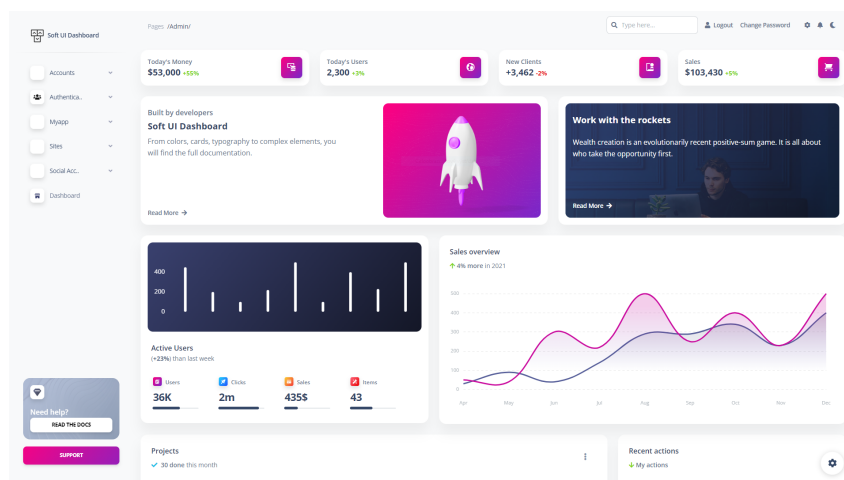 Soft UI Dashboard
Pages /Admin/
Type here...
Logout
Change Password
Accounts
Authentica..
Myapp
Sites
Social Acc..
Dashboard
Today's Money
$53,000 +55%
Today's Users
2,300 +3%
New Clients
+3,462 -2%
Sales
$103,430 +5%
Built by developers
Soft UI Dashboard
From colors, cards, typography to complex elements, you
will find the full documentation.
Read More →
Work with the rockets
Wealth creation is an evolutionarily recent positive-sum game. It is all about
who take the opportunity first.
Read More →
400
200
0
Active Users
(+23%) than last week
Users
Clicks
Sales
Items
36K
2m
435$
43
Sales overview
4% more in 2021
500
400
300
200
100
0
Apr May Jun Jul Aug Sep Oct Nov Dec
Need help?
READ THE DOCS
SUPPORT
Projects
30 done this month
Recent actions
My actions